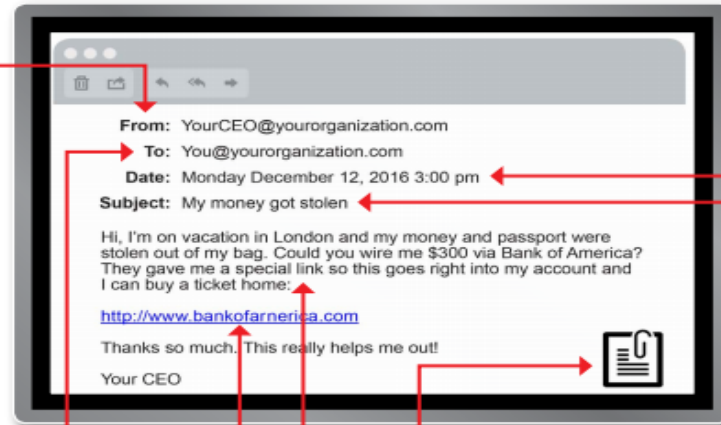 From: YourCEO@yourorganization.com
To: You@yourorganization.com
Date: Monday December 12, 2016 3:00 pm
Subject: My money got stolen
Hi, I'm on vacation in London and my money and passport were
stolen out of my bag. Could you wire me $300 via Bank of America?
They gave me a special link so this goes right into my account and
I can buy a ticket home:
http://www.bankofarnerica.com
Thanks so much. This really helps me out!
Your CEO